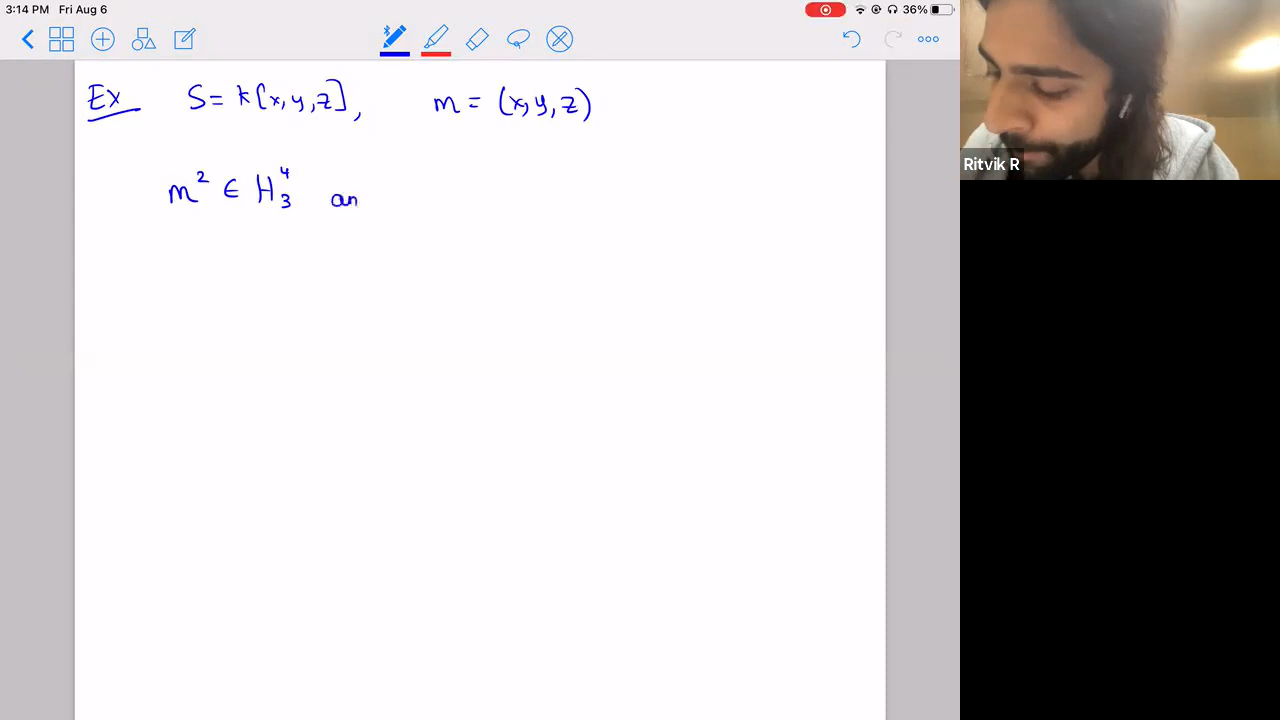 3:14 PM Fri Aug 6
36%
Ex S = k[x, y, z], m = (x, y, z)
m² ∈ H₃⁴ an
Ritvik R